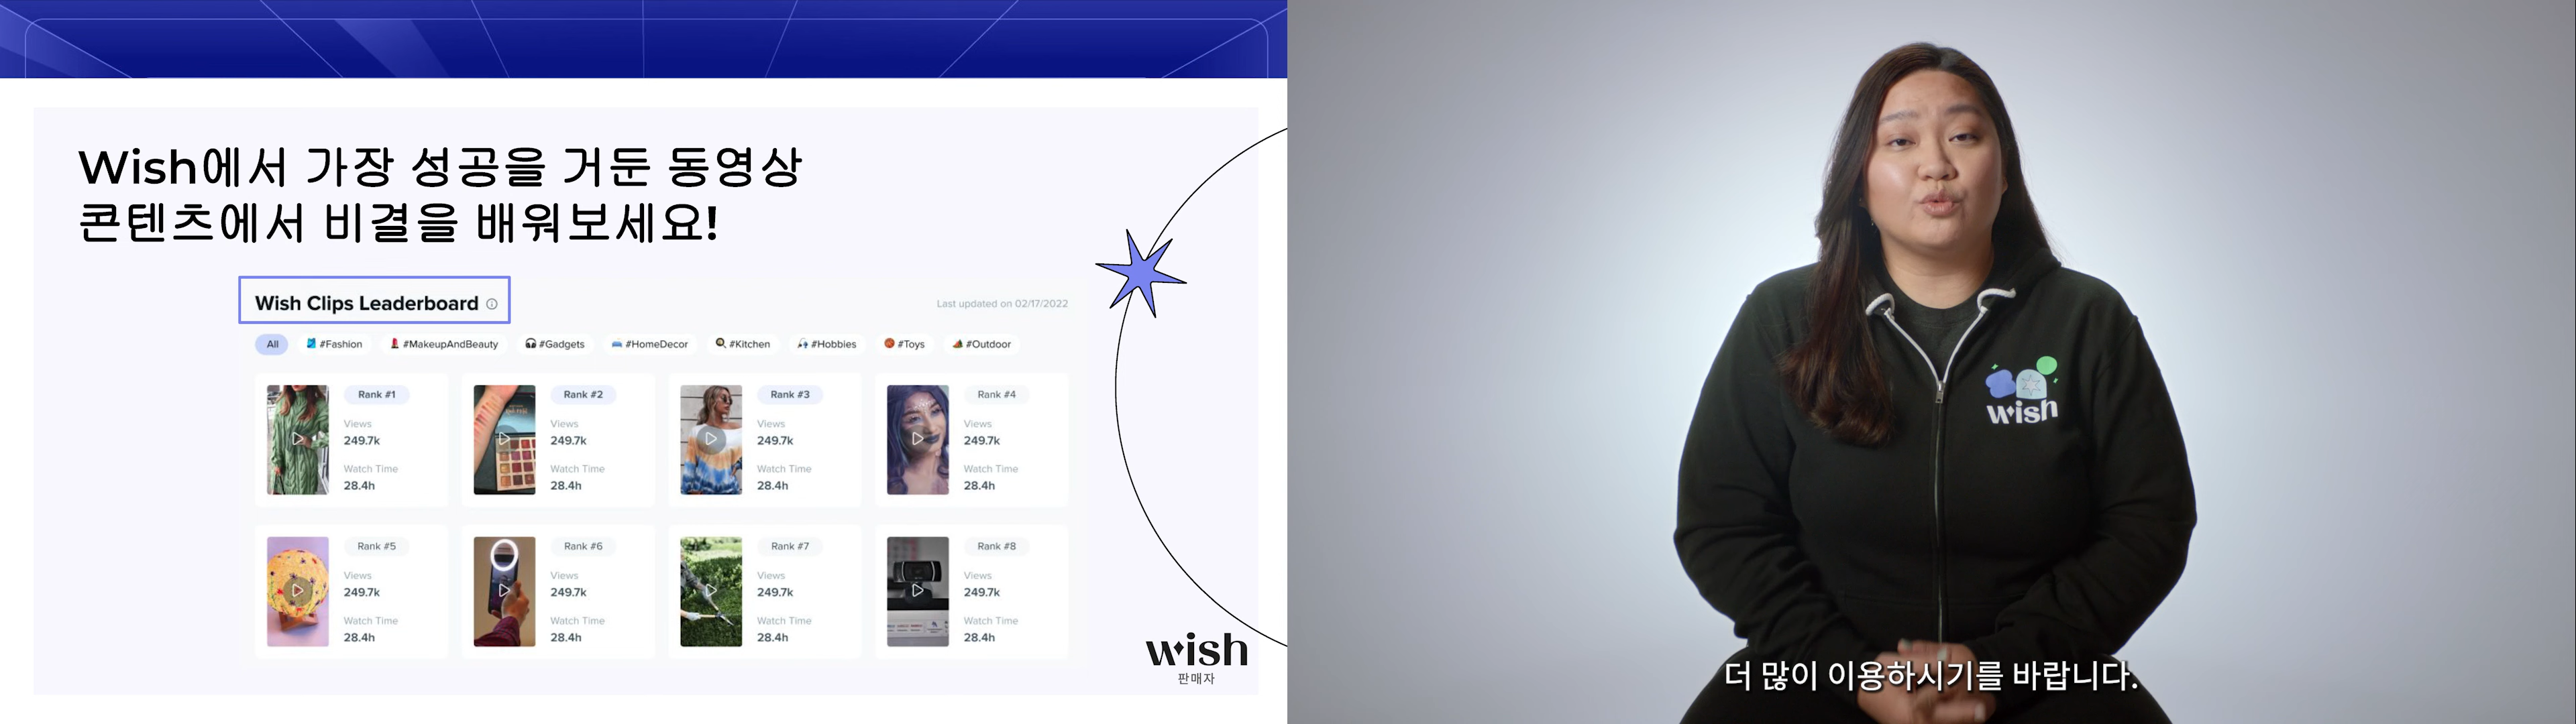 Wish에서 가장 성공을 거둔 동영상
콘텐츠에서 비결을 배워보세요!
Wish Clips Leaderboard
Last updated on 02/17/2022
All #Fashion #MakeupAndBeauty #Gadgets #HomeDecor #Kitchen #Hobbies #Toys #Outdoor
Rank #1
Views
249.7k
Watch Time
28.4h
Rank #2
Views
249.7k
Watch Time
28.4h
Rank #3
Views
249.7k
Watch Time
28.4h
Rank #4
Views
249.7k
Watch Time
28.4h
Rank #5
Views
249.7k
Watch Time
28.4h
Rank #6
Views
249.7k
Watch Time
28.4h
Rank #7
Views
249.7k
Watch Time
28.4h
Rank #8
Views
249.7k
Watch Time
28.4h
wish
판매자
wish
더 많이 이용하시기를 바랍니다.